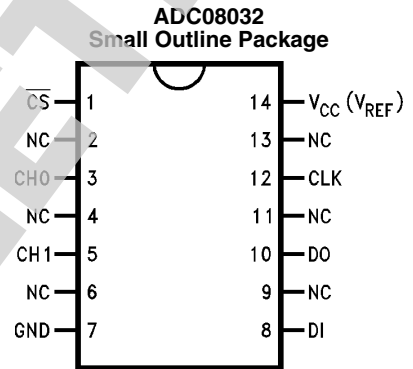 ADC08032
Small Outline Package
CS 1 14 VCC (VREF)
NC 2 13 NC
CH0 3 12 CLK
NC 4 11 NC
CH1 5 10 DO
NC 6 9 NC
GND 7 8 DI